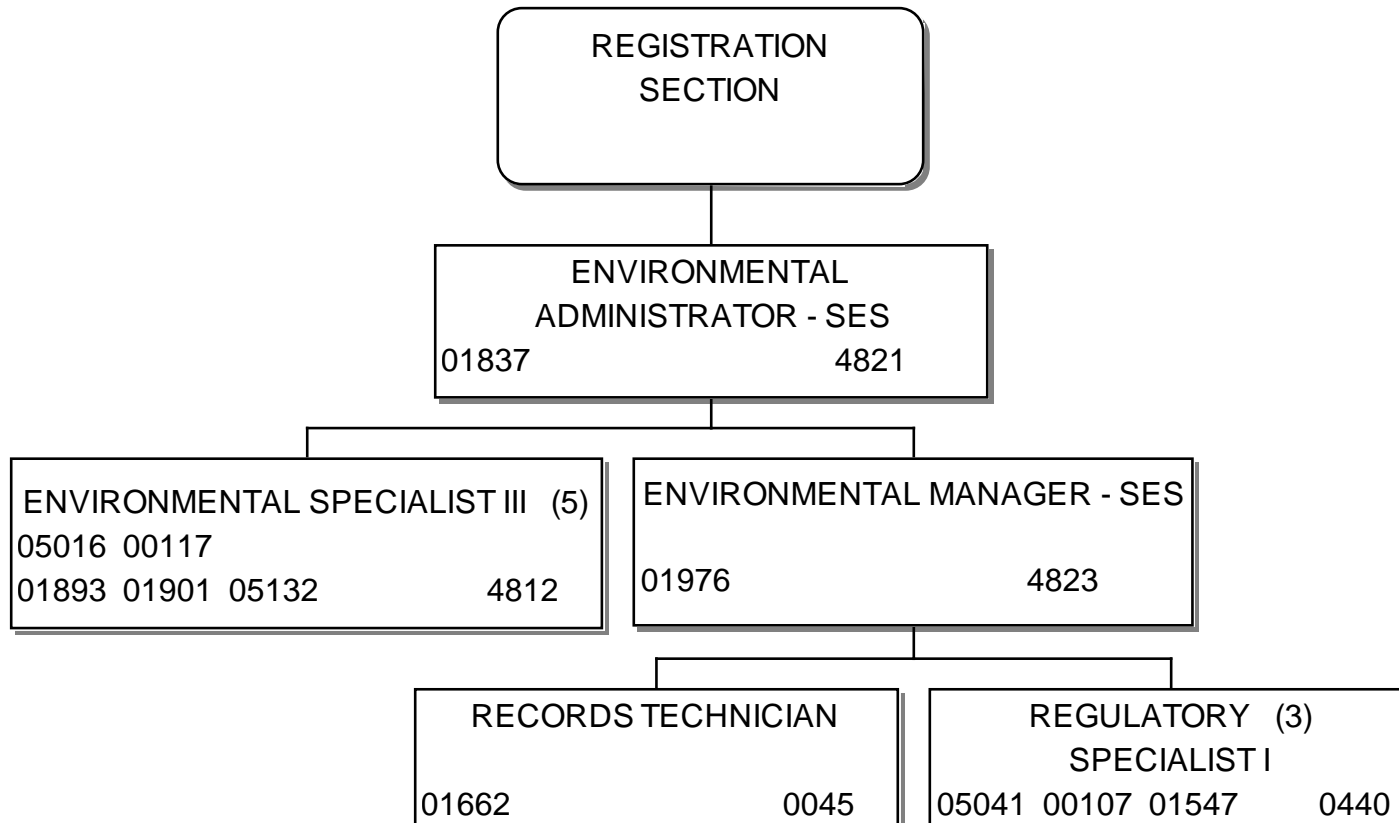 REGISTRATION
SECTION
ENVIRONMENTAL
ADMINISTRATOR - SES
01837 4821
ENVIRONMENTAL SPECIALIST III (5)
05016 00117
01893 01901 05132 4812
ENVIRONMENTAL MANAGER - SES
01976 4823
RECORDS TECHNICIAN
01662 0045
REGULATORY (3)
SPECIALIST I
05041 00107 01547 0440